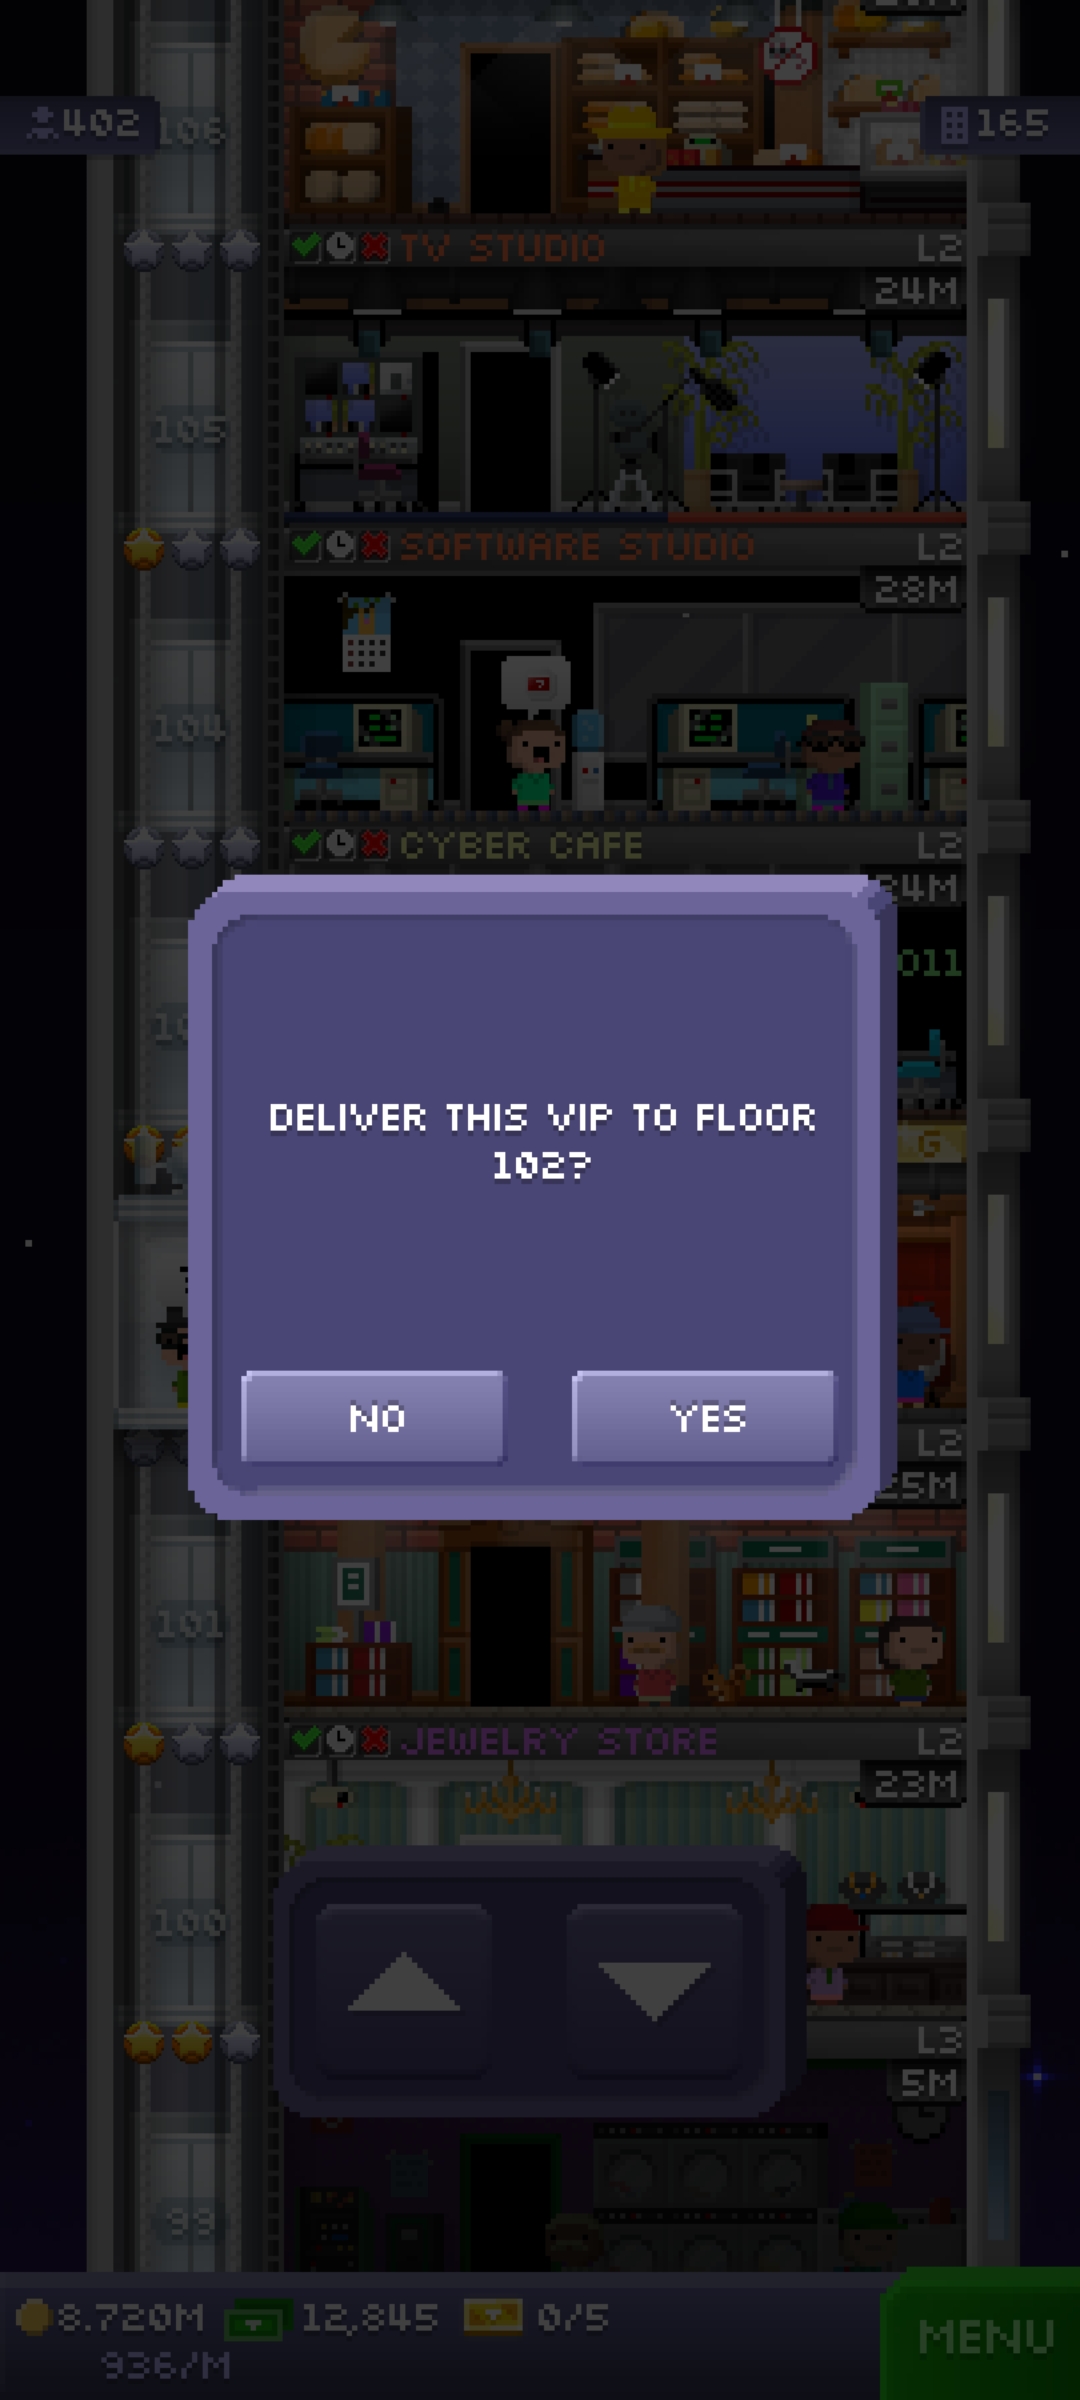 402
106
165
TV STUDIO
L2
24M
105
SOFTWARE STUDIO
L2
28M
?
104
CYBER CAFE
L2
011
G
DELIVER THIS VIP TO FLOOR
102?
NO
YES
L2
25M
101
JEWELRY STORE
L2
23M
100
L3
5M
8.720M
12,845
0/5
MENU
936/M